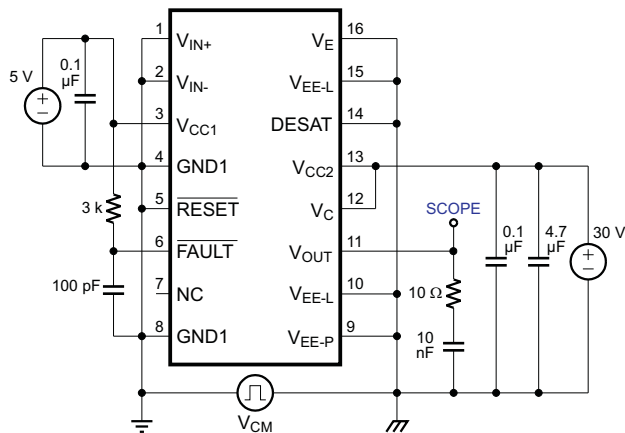 1 V_IN+ V_E 16
2 V_IN- V_EE-L 15
3 V_CC1 DESAT 14
4 GND1 V_CC2 13
5 RESET V_C 12
6 FAULT V_OUT 11
7 NC V_EE-L 10
8 GND1 V_EE-P 9
5 V
+
−
0.1
µF
3 k
100 pF
SCOPE
10 Ω
10
nF
0.1
µF
4.7
µF
30 V
+
−
V_CM